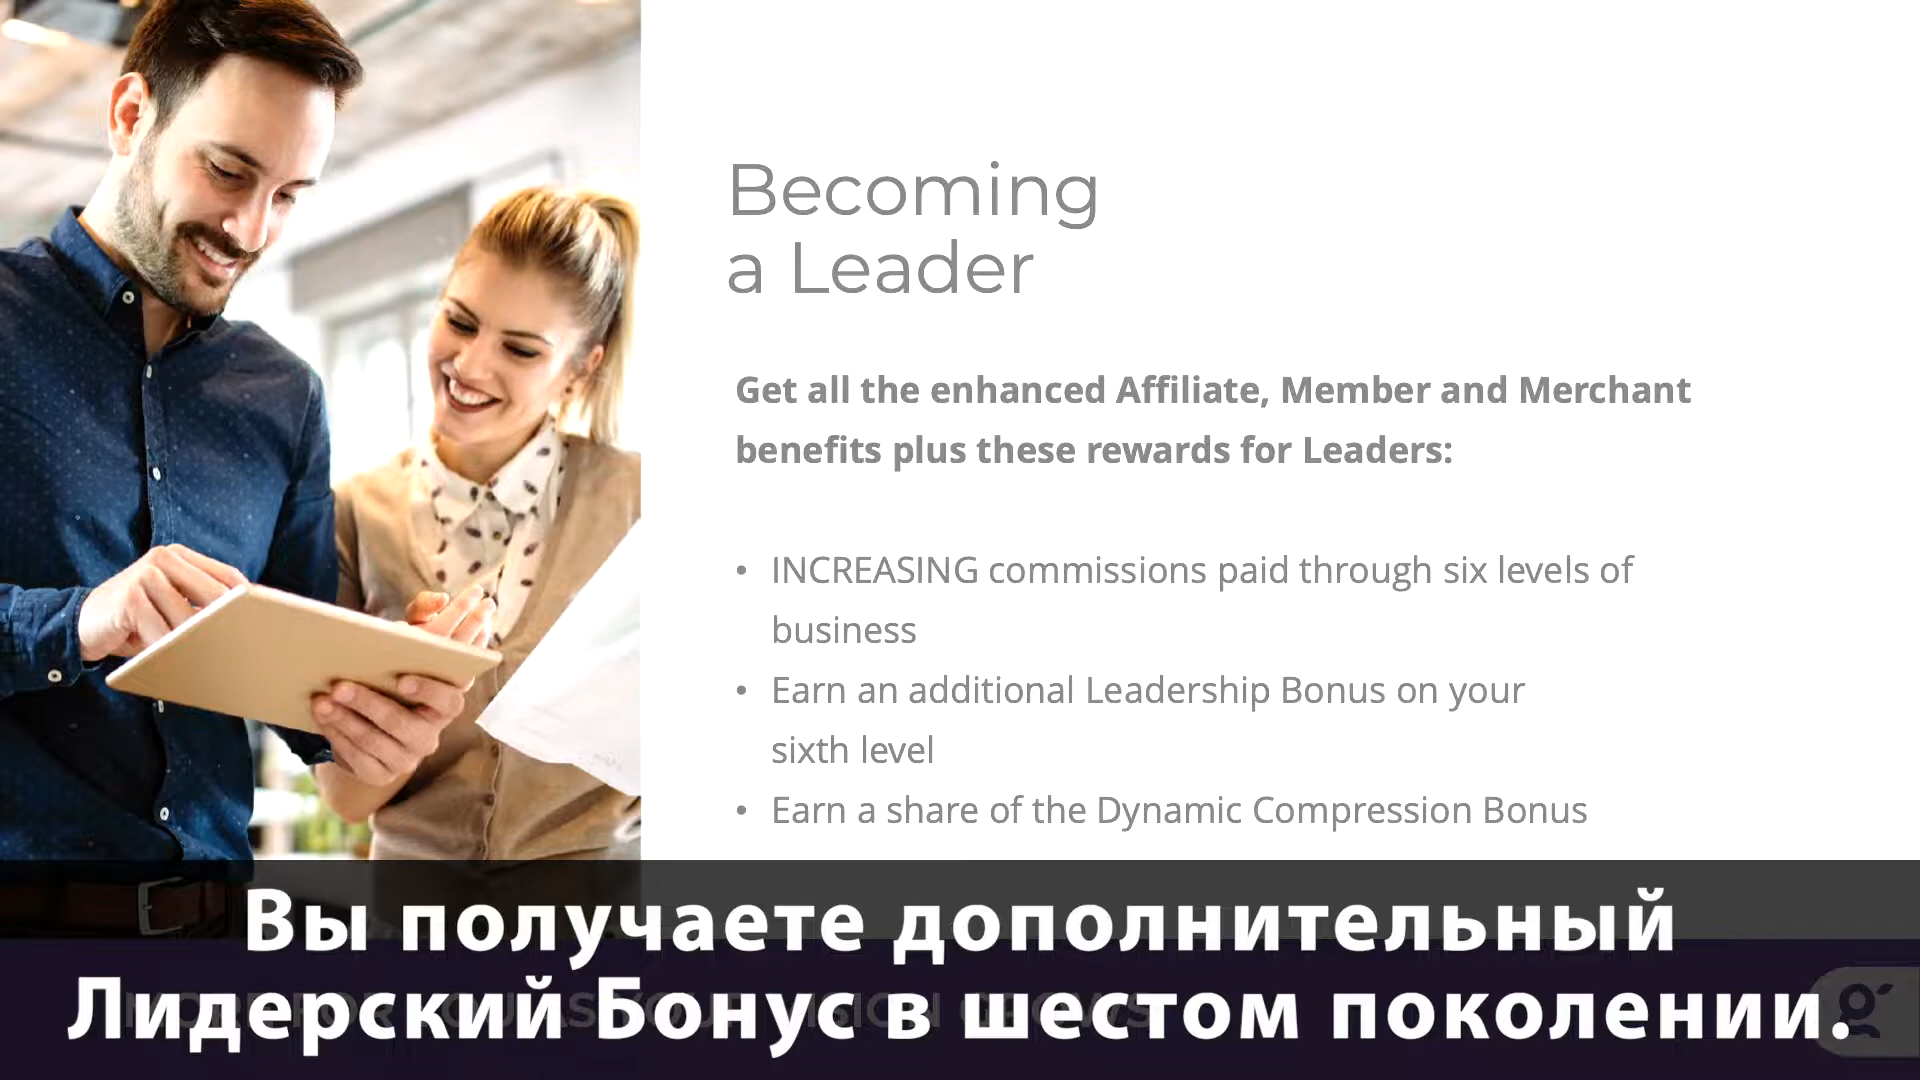 Becoming
a Leader
Get all the enhanced Affiliate, Member and Merchant
benefits plus these rewards for Leaders:
• INCREASING commissions paid through six levels of
business
• Earn an additional Leadership Bonus on your
sixth level
• Earn a share of the Dynamic Compression Bonus
Вы получаете дополнительный
Лидерский Бонус в шестом поколении.